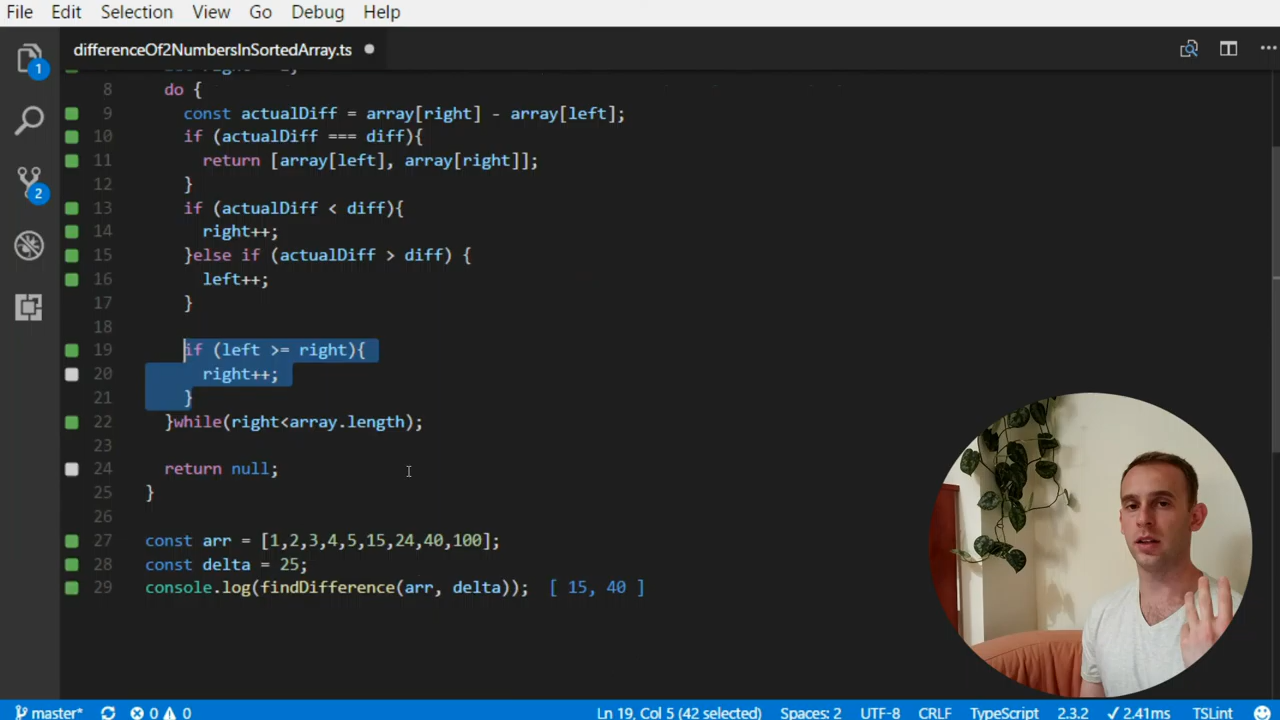 File Edit Selection View Go Debug Help
differenceOf2NumbersInSortedArray.ts
8 do {
9 const actualDiff = array[right] - array[left];
10 if (actualDiff === diff){
11 return [array[left], array[right]];
12 }
13 if (actualDiff < diff){
14 right++;
15 }else if (actualDiff > diff) {
16 left++;
17 }
18
19 if (left >= right){
20 right++;
21 }
22 }while(right<array.length);
23
24 return null;
25 }
26
27 const arr = [1,2,3,4,5,15,24,40,100];
28 const delta = 25;
29 console.log(findDifference(arr, delta)); [ 15, 40 ]
1
2
master* 0 0 Ln 19, Col 5 (42 selected) Spaces: 2 UTF-8 CRLF TypeScript 2.3.2 ✓2.41ms TSLint